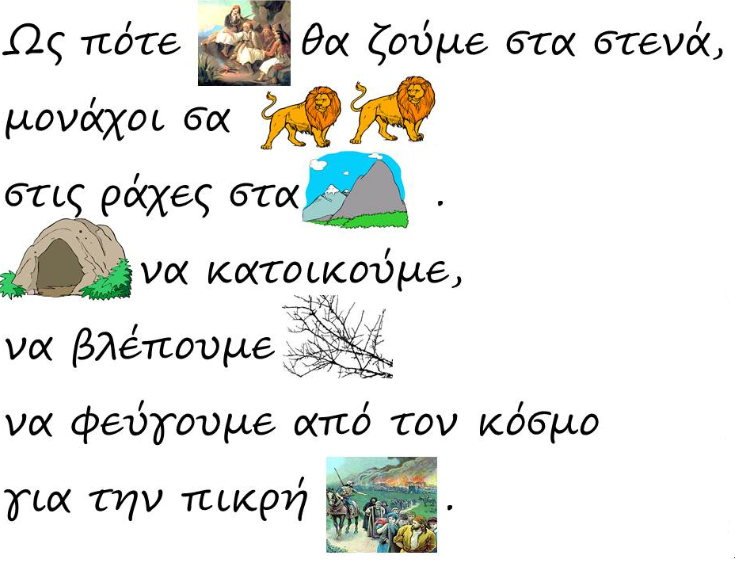 Ως πότε θα ζούμε στα στενά,
μονάχοι σα
στις ράχες στα .
να κατοικούμε,
να βλέπουμε
να φεύγουμε από τον κόσμο
για την πικρή .